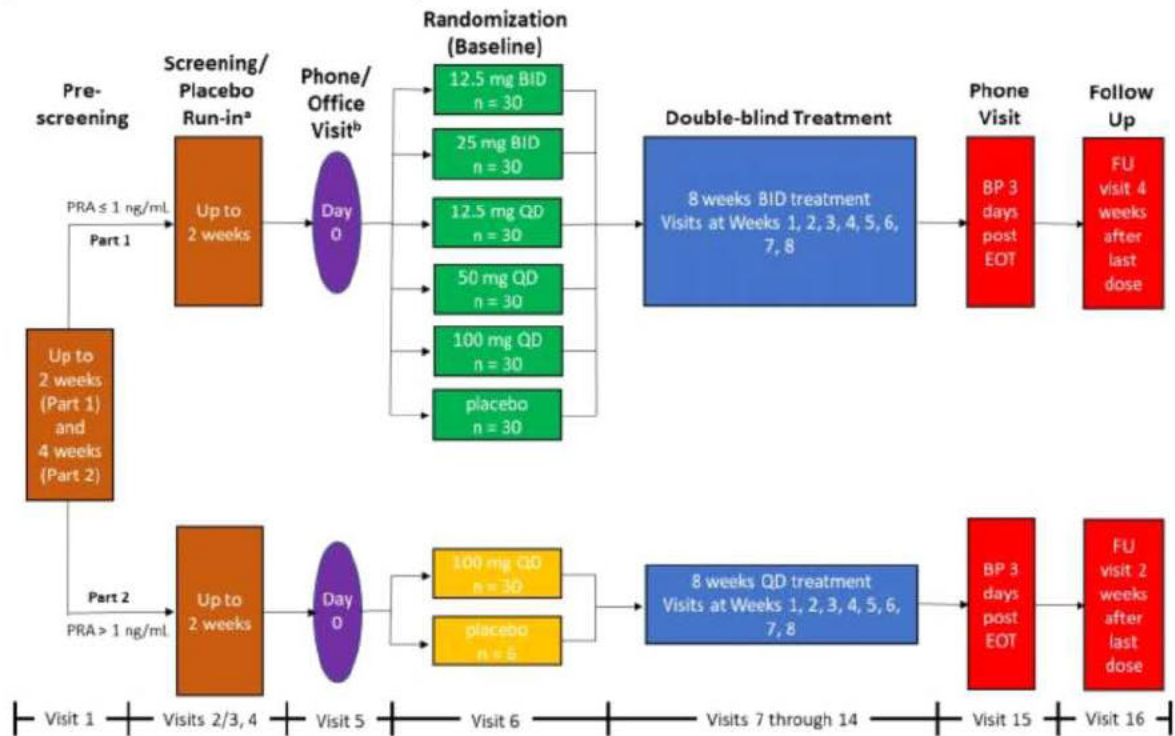 Pre-
screening
Screening/
Placebo
Run-inᵃ
Phone/
Office
Visitᵇ
Randomization
(Baseline)
Double-blind Treatment
Phone
Visit
Follow
Up
Up to
2 weeks
(Part 1)
and
4 weeks
(Part 2)
PRA ≤ 1 ng/mL
Part 1
Up to
2 weeks
Day
0
12.5 mg BID
n = 30
25 mg BID
n = 30
12.5 mg QD
n = 30
50 mg QD
n = 30
100 mg QD
n = 30
placebo
n = 30
8 weeks BID treatment
Visits at Weeks 1, 2, 3, 4, 5, 6,
7, 8
BP 3
days
post
EOT
FU
visit 4
weeks
after
last
dose
Part 2
PRA > 1 ng/mL
Up to
2 weeks
Day
0
100 mg QD
n = 30
placebo
n = 6
8 weeks QD treatment
Visits at Weeks 1, 2, 3, 4, 5, 6,
7, 8
BP 3
days
post
EOT
FU
visit 2
weeks
after
last
dose
Visit 1
Visits 2/3, 4
Visit 5
Visit 6
Visits 7 through 14
Visit 15
Visit 16